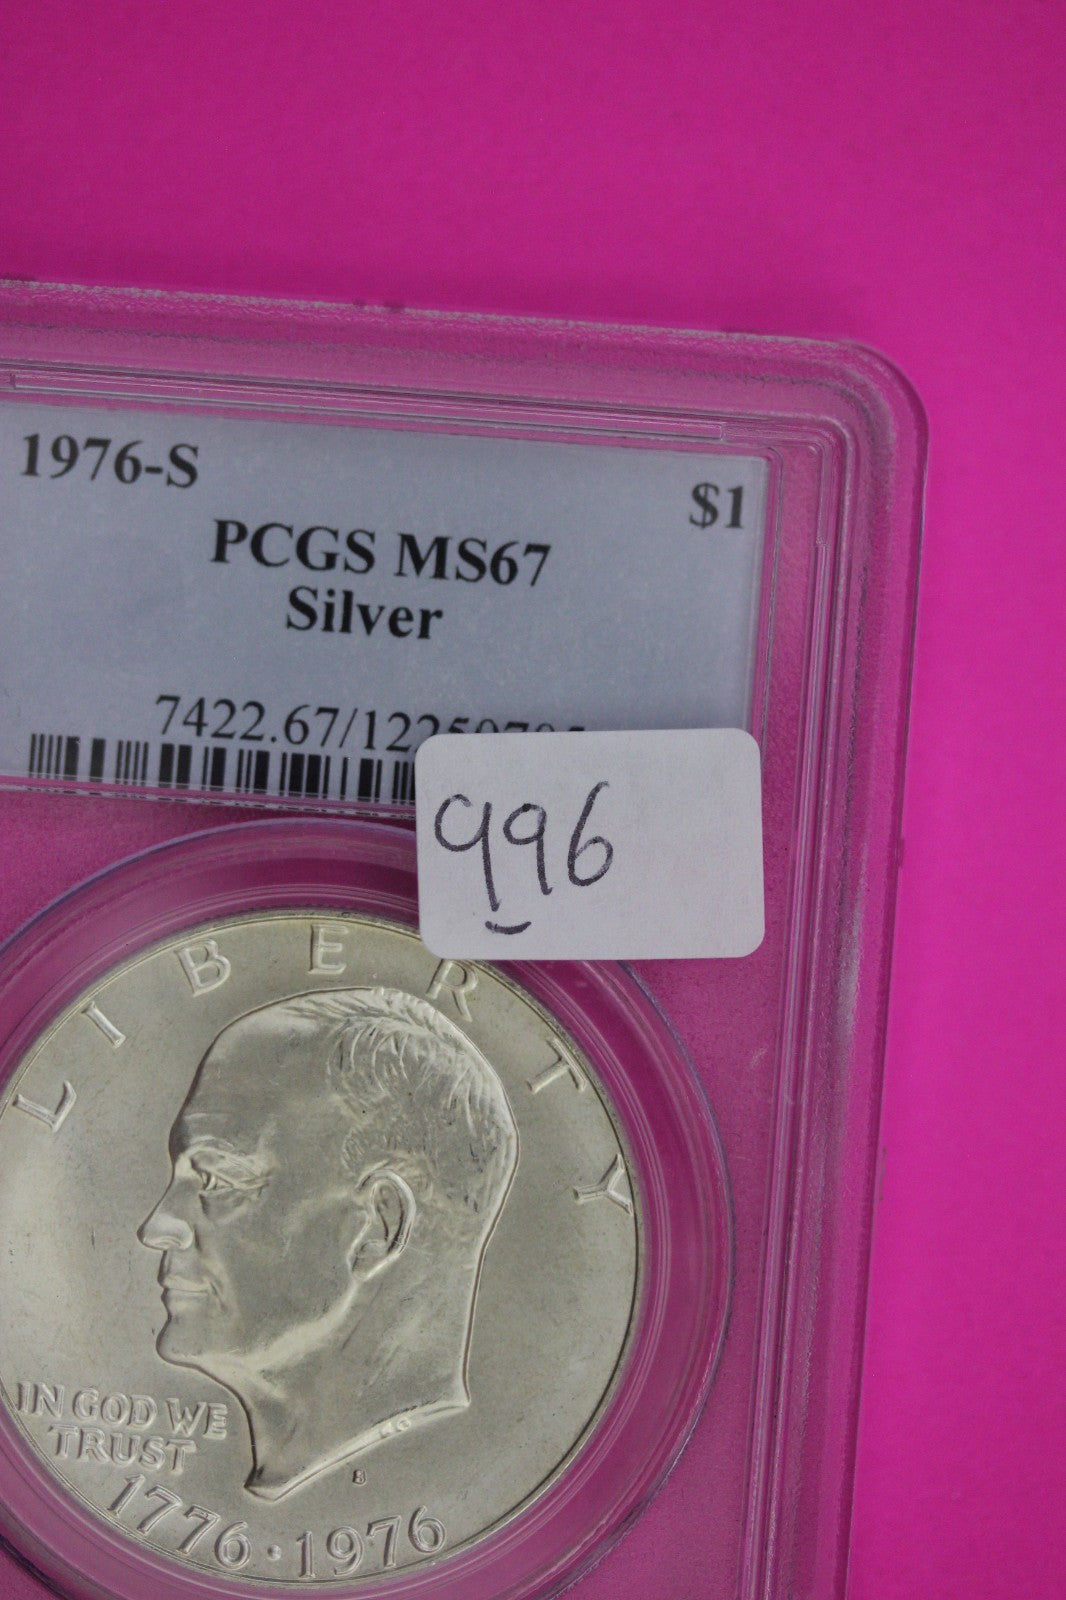 1976-S $1
PCGS MS67
Silver
996
LIBERTY
IN GOD WE
TRUST
S
1776·1976